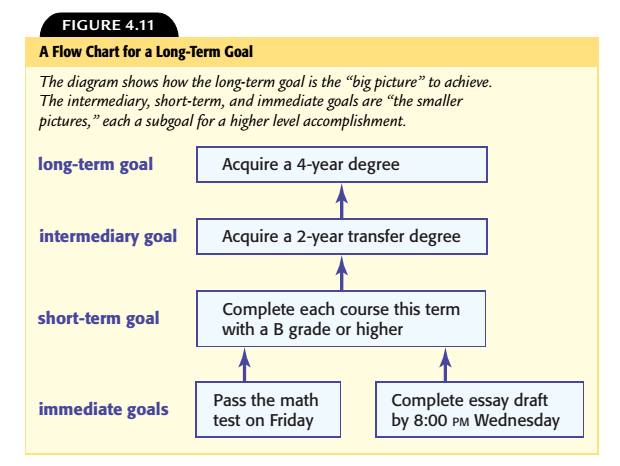 FIGURE 4.11
A Flow Chart for a Long-Term Goal
The diagram shows how the long-term goal is the “big picture” to achieve.
The intermediary, short-term, and immediate goals are “the smaller
pictures,” each a subgoal for a higher level accomplishment.
long-term goal
Acquire a 4-year degree
intermediary goal
Acquire a 2-year transfer degree
short-term goal
Complete each course this term
with a B grade or higher
immediate goals
Pass the math
test on Friday
Complete essay draft
by 8:00 PM Wednesday